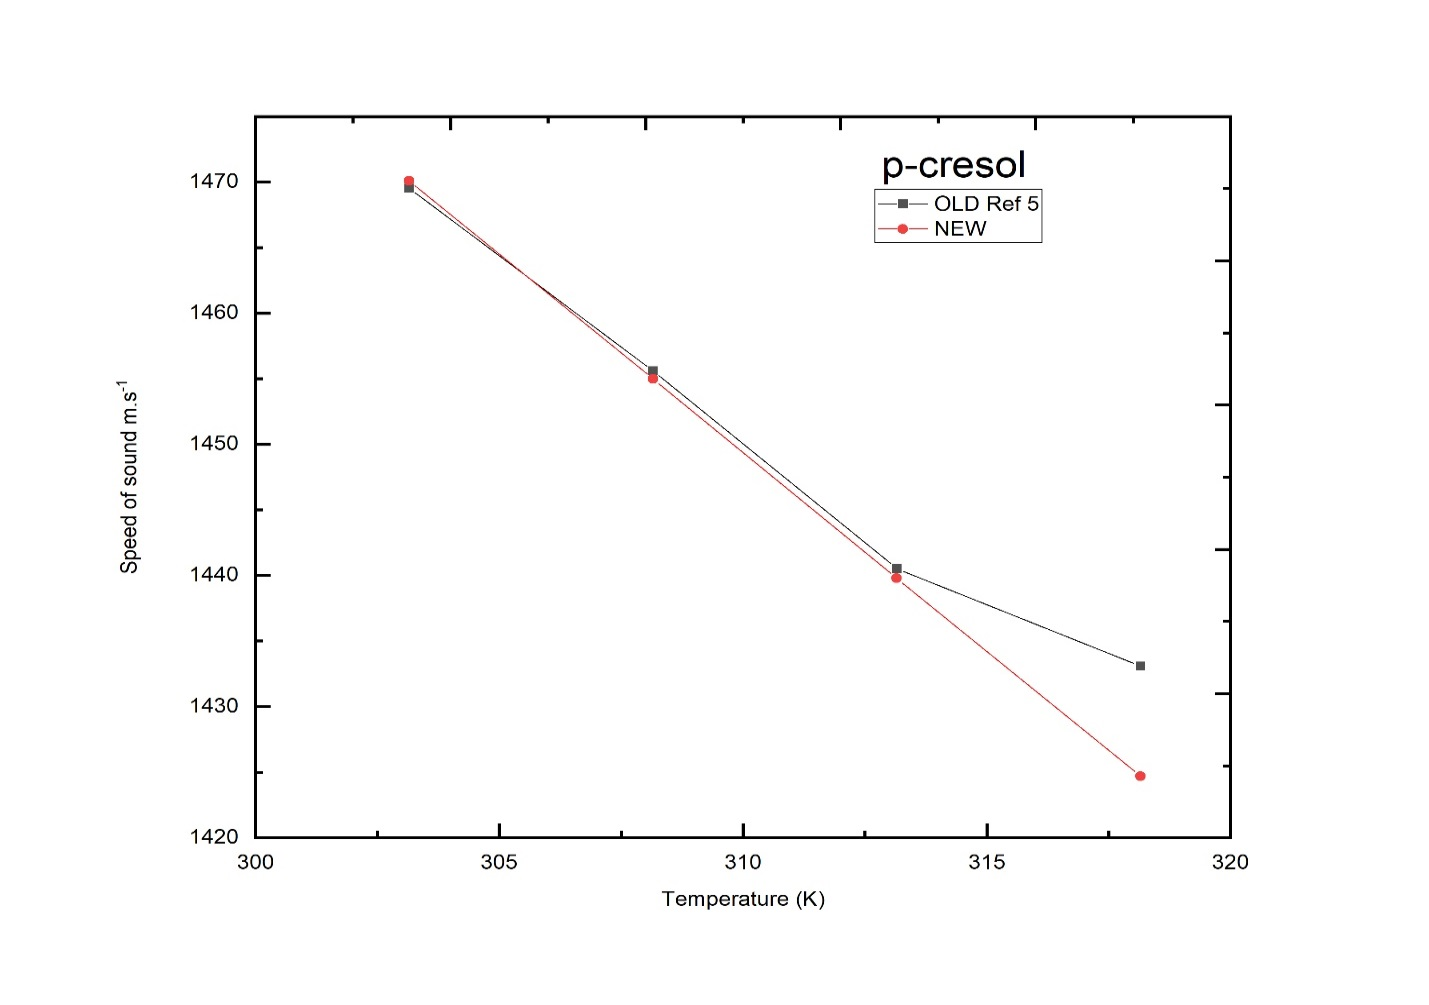 p-cresol
OLD Ref 5
NEW
1470
1460
1450
1440
1430
1420
Speed of sound m.s⁻¹
300 305 310 315 320
Temperature (K)